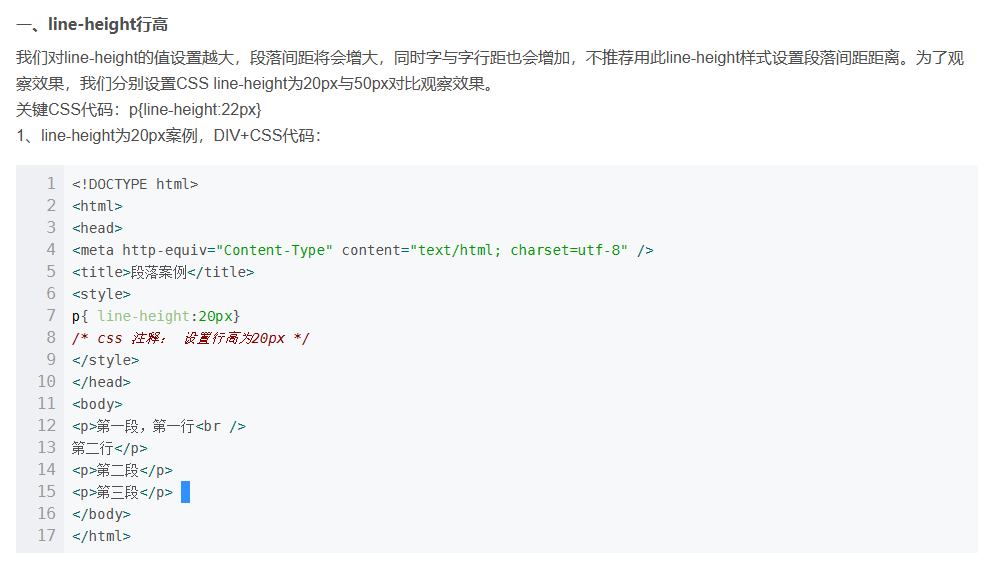 一、line-height行高
我们对line-height的值设置越大，段落间距将会增大，同时字与字行距也会增加，不推荐用此line-height样式设置段落间距距离。为了观
察效果，我们分别设置CSS line-height为20px与50px对比观察效果。
关键CSS代码：p{line-height:22px}
1、line-height为20px案例，DIV+CSS代码：
1 <!DOCTYPE html>
2 <html>
3 <head>
4 <meta http-equiv="Content-Type" content="text/html; charset=utf-8" />
5 <title>段落案例</title>
6 <style>
7 p{ line-height:20px}
8 /* css 注释： 设置行高为20px */
9 </style>
10 </head>
11 <body>
12 <p>第一段，第一行<br />
13 第二行</p>
14 <p>第二段</p>
15 <p>第三段</p>
16 </body>
17 </html>